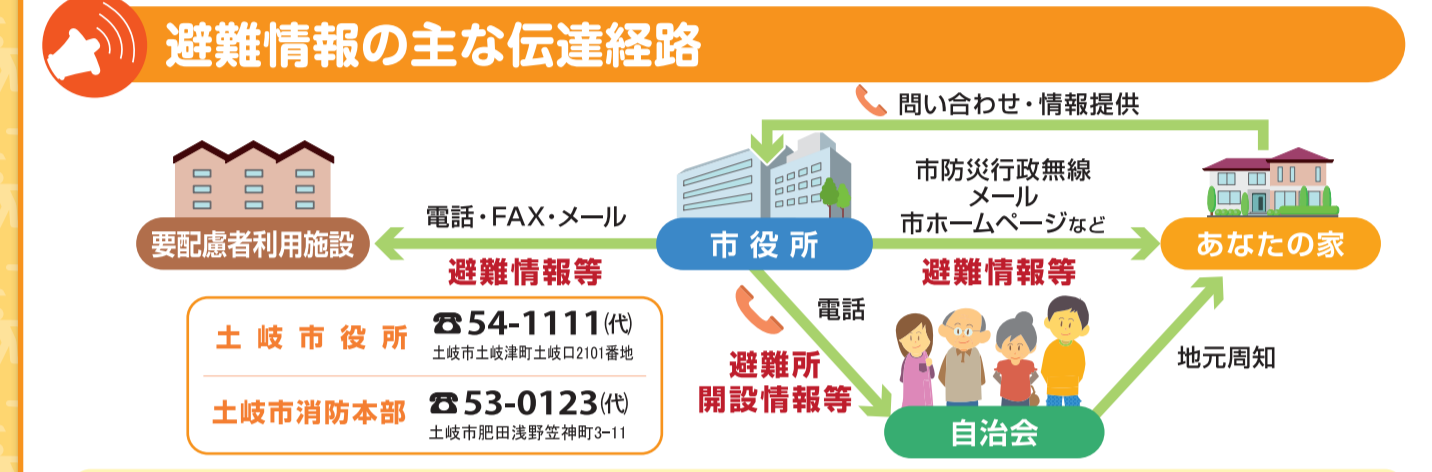 避難情報の主な伝達経路
問い合わせ・情報提供
市防災行政無線
メール
市ホームページなど
電話・FAX・メール
要配慮者利用施設
市役所
あなたの家
避難情報等
避難情報等
電話
避難所
開設情報等
地元周知
自治会
土岐市役所
☎54-1111㈹
土岐市土岐津町土岐口2101番地
土岐市消防本部
☎53-0123㈹
土岐市肥田浅野笠神町3-11